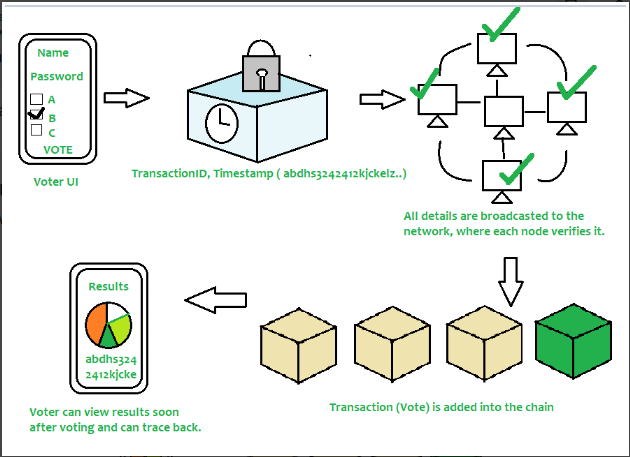 Name
Password
A
B
C
VOTE
Voter UI
TransactionID, Timestamp ( abdhs3242412kjckelz..)
All details are broadcasted to the
network, where each node verifies it.
Results
abdhs324
2412kjcke
Voter can view results soon
after voting and can trace back.
Transaction (Vote) is added into the chain